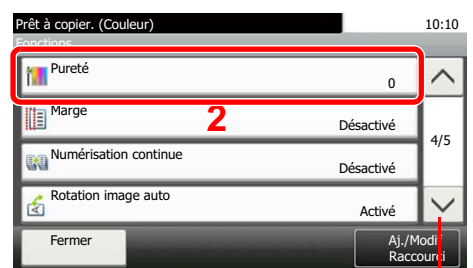 Prêt à copier. (Couleur) 10:10
Fonctions
Pureté
0
Marge
2
Désactivé
4/5
Numérisation continue
Désactivé
Rotation image auto
Activé
Fermer
Aj./Modif
Raccourci